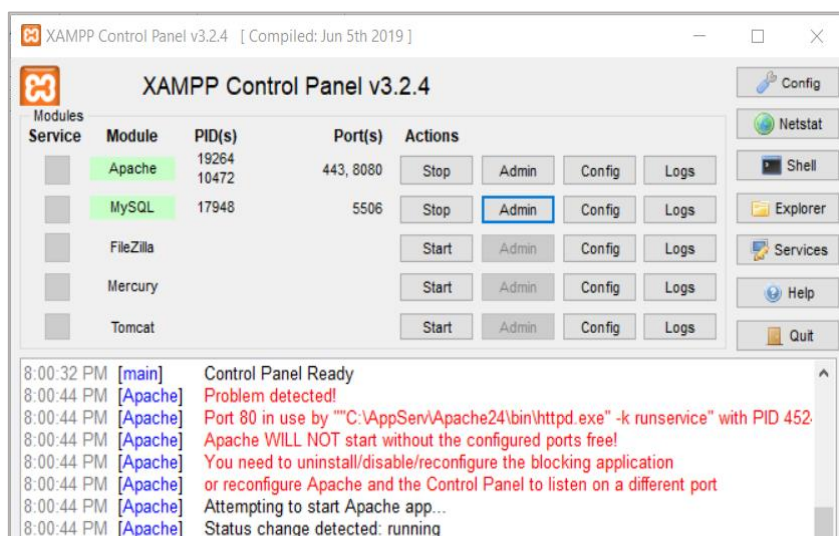 XAMPP Control Panel v3.2.4 [ Compiled: Jun 5th 2019 ]
XAMPP Control Panel v3.2.4
Config
Modules
Service Module PID(s) Port(s) Actions
Netstat
Apache 19264 10472 443, 8080 Stop Admin Config Logs
Shell
MySQL 17948 5506 Stop Admin Config Logs
Explorer
FileZilla Start Admin Config Logs
Services
Mercury Start Admin Config Logs
Help
Tomcat Start Admin Config Logs
Quit
8:00:32 PM [main] Control Panel Ready
8:00:44 PM [Apache] Problem detected!
8:00:44 PM [Apache] Port 80 in use by ""C:\AppServ\Apache24\bin\httpd.exe" -k runservice" with PID 452
8:00:44 PM [Apache] Apache WILL NOT start without the configured ports free!
8:00:44 PM [Apache] You need to uninstall/disable/reconfigure the blocking application
8:00:44 PM [Apache] or reconfigure Apache and the Control Panel to listen on a different port
8:00:44 PM [Apache] Attempting to start Apache app...
8:00:44 PM [Apache] Status change detected: running